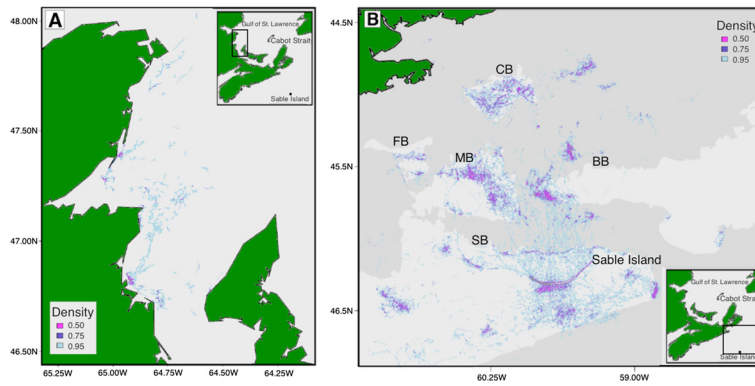 A
48.00N
47.50N
47.00N
46.50N
65.25W
65.00W
64.75W
64.50W
64.25W
Gulf of St. Lawrence
Cabot Strait
Sable Island
Density
0.50
0.75
0.95
B
44.5N
45.5N
46.5N
60.25W
59.00W
Density
0.50
0.75
0.95
CB
FB
MB
BB
SB
Sable Island
Gulf of St. Lawrence
Cabot Strait
Sable Island